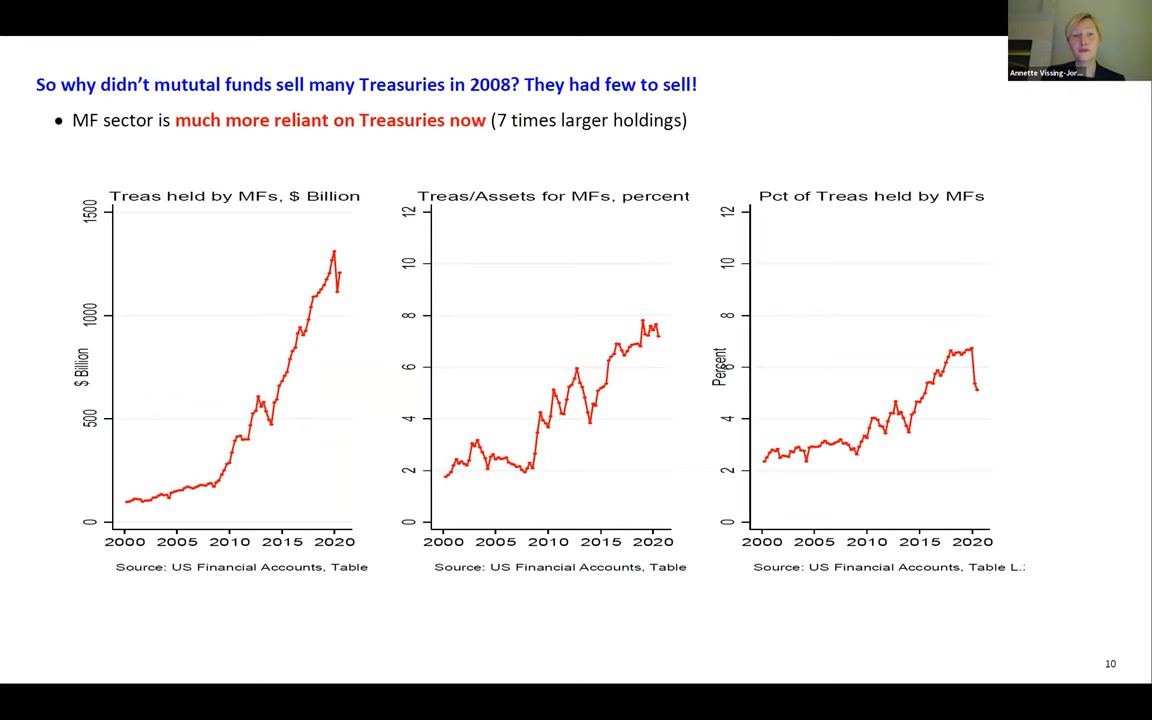 Annette Vissing-Jor...
So why didn't mututal funds sell many Treasuries in 2008? They had few to sell!
• MF sector is much more reliant on Treasuries now (7 times larger holdings)
Treas held by MFs, $ Billion
$ Billion
1500
1000
500
0
2000 2005 2010 2015 2020
Source: US Financial Accounts, Table
Treas/Assets for MFs, percent
12
10
8
6
4
2
0
2000 2005 2010 2015 2020
Source: US Financial Accounts, Table
Pct of Treas held by MFs
Percent
12
10
8
6
4
2
0
2000 2005 2010 2015 2020
Source: US Financial Accounts, Table L.:
10